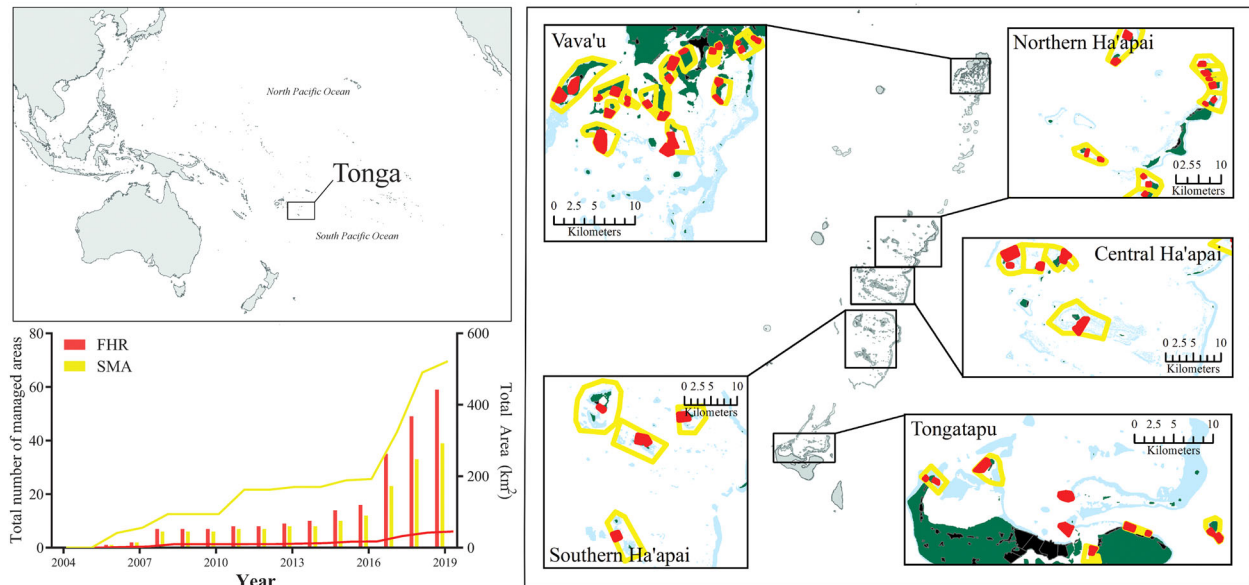 North Pacific Ocean
Tonga
South Pacific Ocean
80
60
40
20
0
Total number of managed areas
FHR
SMA
600
400
200
0
Total Area (km²)
2004
2007
2010
2013
2016
2019
Year
Vava'u
0 2.5 5 10
Kilometers
Northern Ha'apai
0 2.5 5 10
Kilometers
Central Ha'apai
0 2.5 5 10
Kilometers
0 2.5 5 10
Kilometers
Southern Ha'apai
Tongatapu
0 2.5 5 10
Kilometers